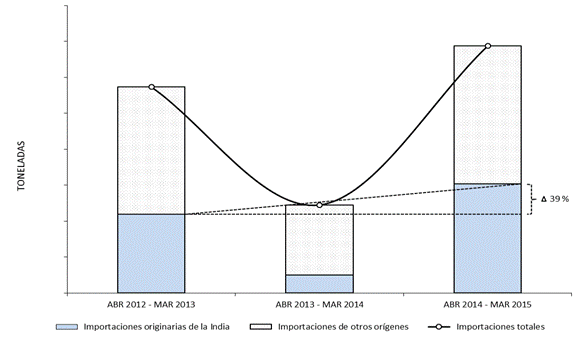 TONELADAS
Δ 39 %
ABR 2012 - MAR 2013
ABR 2013 - MAR 2014
ABR 2014 - MAR 2015
Importaciones originarias de la India
Importaciones de otros orígenes
Importaciones totales